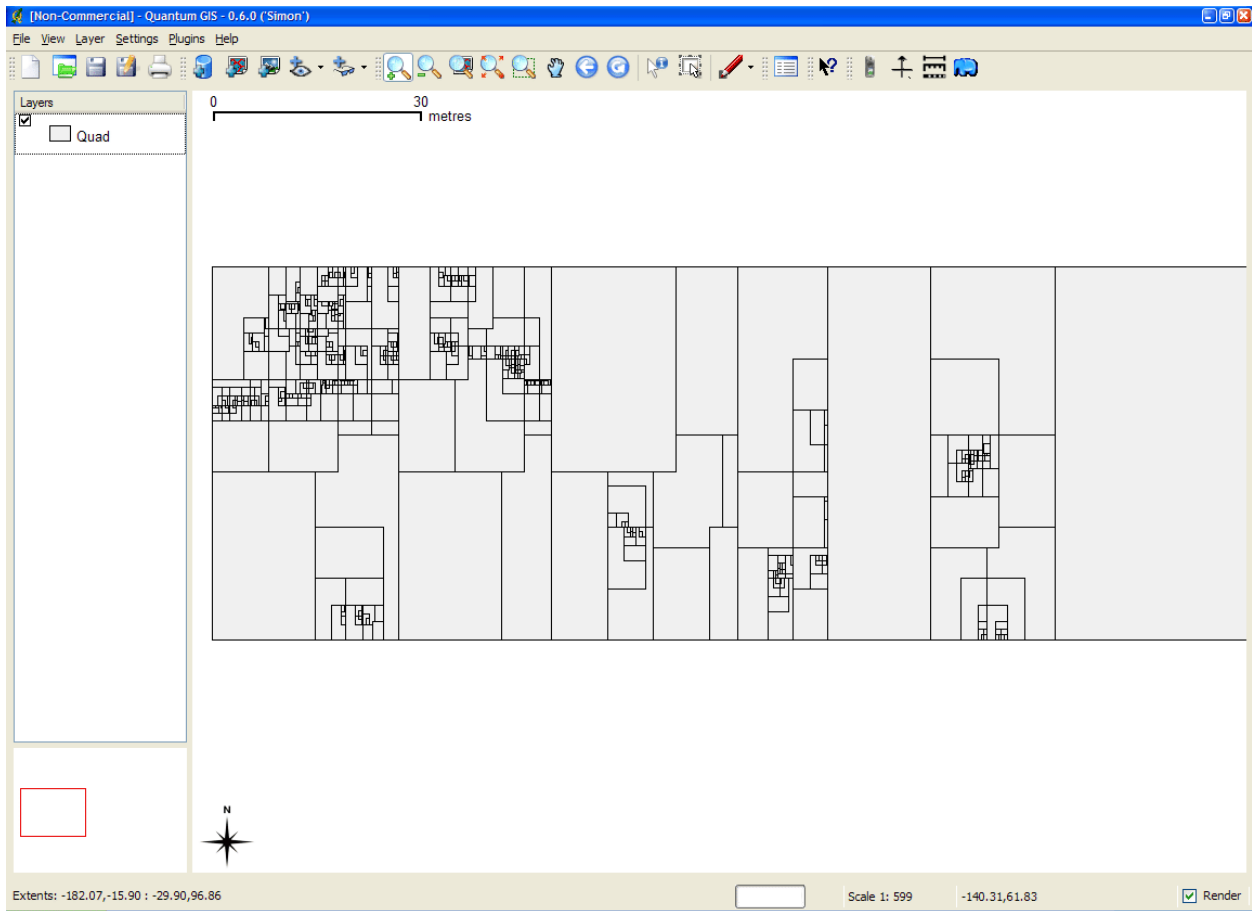 [Non-Commercial] - Quantum GIS - 0.6.0 ('Simon')
File View Layer Settings Plugins Help
Layers
Quad
0 30
metres
N
Extents: -182.07,-15.90 : -29.90,96.86
Scale 1: 599
-140.31,61.83
Render